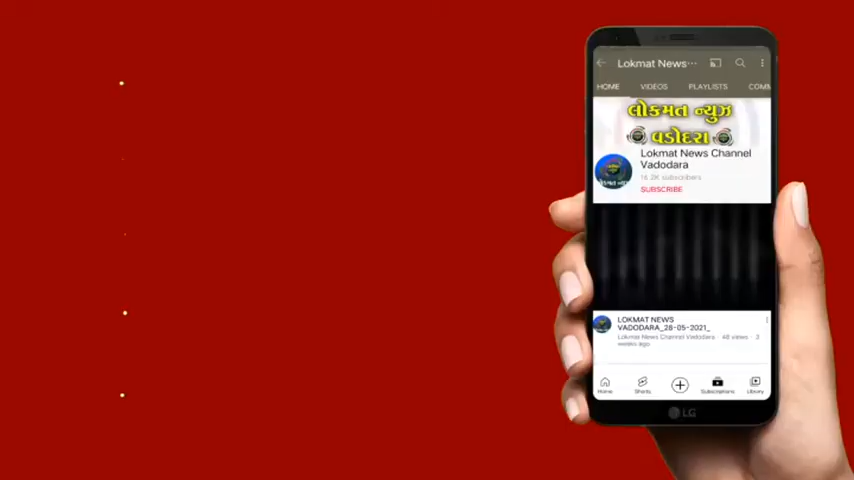 Lokmat News...
HOME VIDEOS PLAYLISTS COMM
લોકમત ન્યુઝ
વડોદરા
Lokmat News Channel
Vadodara
16.2K subscribers
SUBSCRIBE
LOKMAT NEWS
VADODARA_28-05-2021_
Lokmat News Channel Vadodara · 48 views · 3
weeks ago
Home Shorts Subscriptions Library
LG